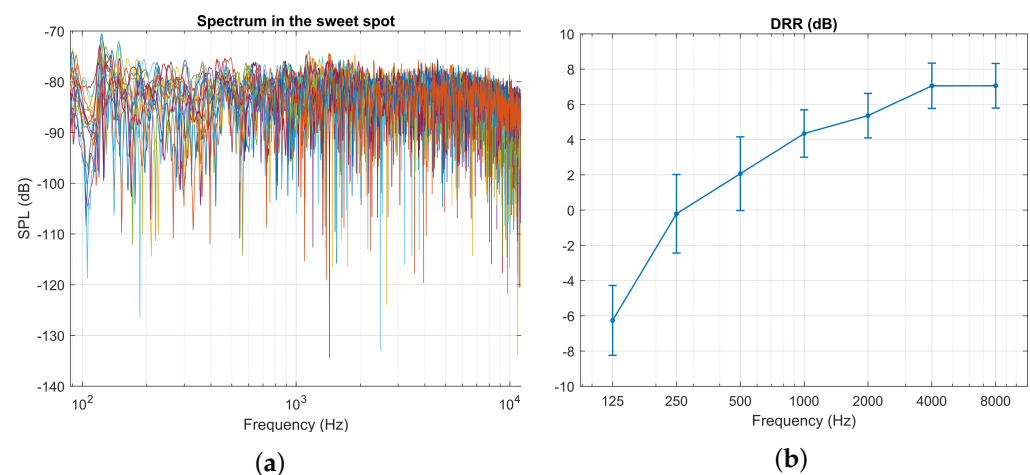 Spectrum in the sweet spot
-70
-80
-90
-100
-110
-120
-130
-140
SPL (dB)
10²
10³
10⁴
Frequency (Hz)
(a)
DRR (dB)
10
8
6
4
2
0
-2
-4
-6
-8
-10
125 250 500 1000 2000 4000 8000
Frequency (Hz)
(b)